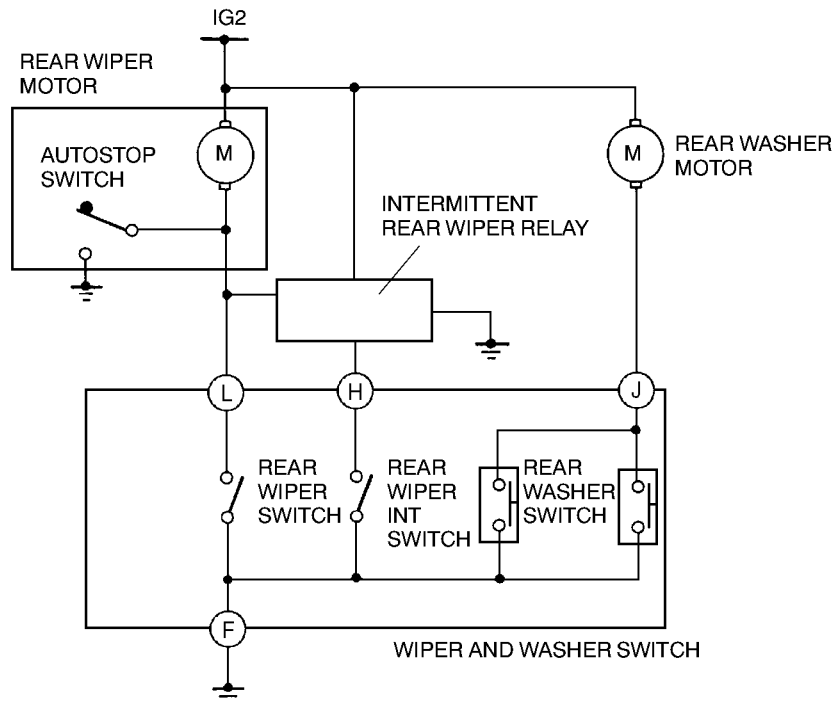 IG2
REAR WIPER
MOTOR
AUTOSTOP
SWITCH
M
M
REAR WASHER
MOTOR
INTERMITTENT
REAR WIPER RELAY
L
H
J
REAR
WIPER
SWITCH
REAR
WIPER
INT
SWITCH
REAR
WASHER
SWITCH
F
WIPER AND WASHER SWITCH